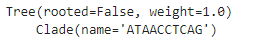 Tree(rooted=False, weight=1.0)
    Clade(name='ATAACCTCAG')